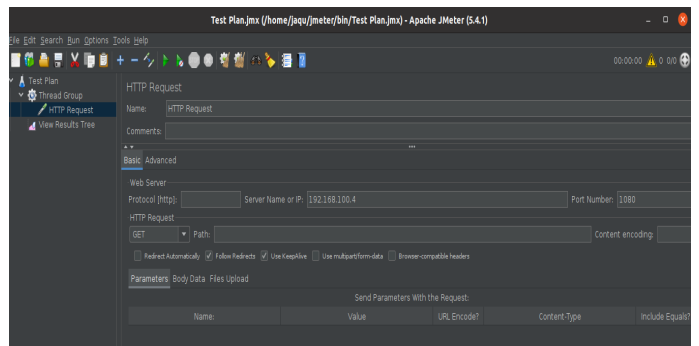 Test Plan.jmx (/home/jaqu/jmeter/bin/Test Plan.jmx) - Apache JMeter (5.4.1)
File Edit Search Run Options Tools Help
00:00:00 0 0/0
Test Plan
Thread Group
HTTP Request
View Results Tree
HTTP Request
Name: HTTP Request
Comments:
Basic Advanced
Web Server
Protocol [http]: Server Name or IP: 192.168.100.4 Port Number: 1080
HTTP Request
GET Path: Content encoding:
Redirect Automatically Follow Redirects Use KeepAlive Use multipart/form-data Browser-compatible headers
Parameters Body Data Files Upload
Send Parameters With the Request:
Name: Value URL Encode? Content-Type Include Equals?